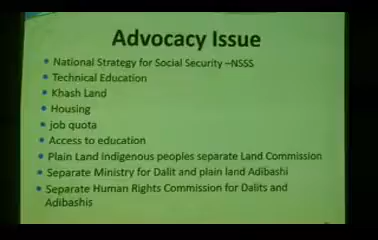 Advocacy Issue
National Strategy for Social Security –NSSS
Technical Education
Khash Land
Housing
job quota
Access to education
Plain Land indigenous peoples separate Land Commission
Separate Ministry for Dalit and plain land Adibashi
Separate Human Rights Commission for Dalits and
Adibashis